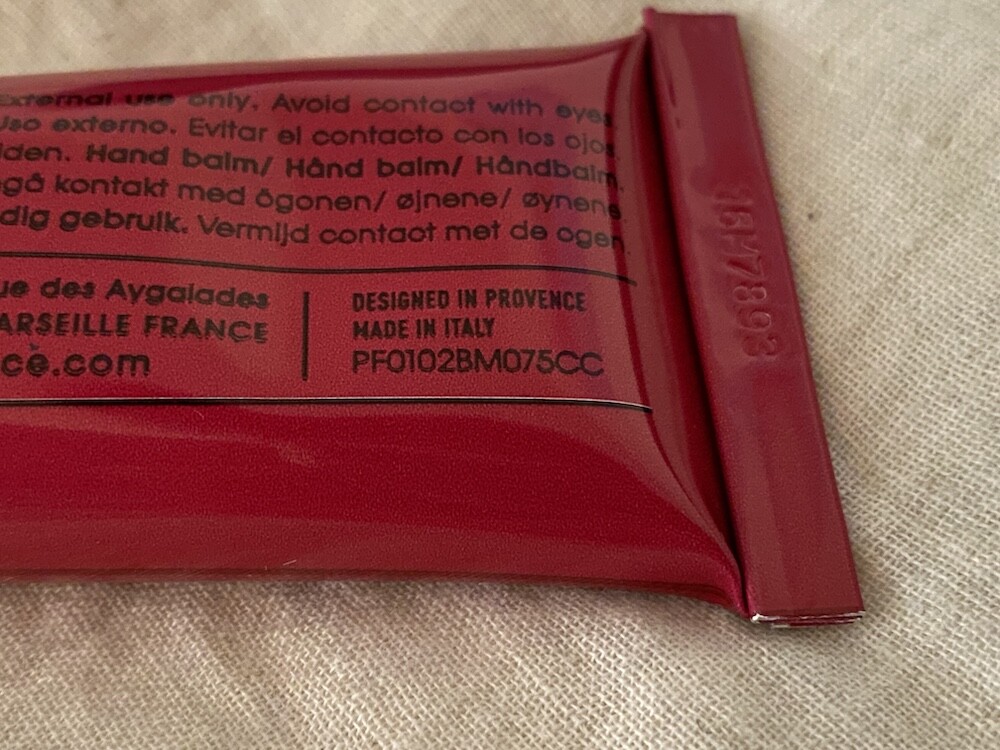 External use only. Avoid contact with eyes
Uso externo. Evitar el contacto con los ojos
iden. Hand balm/ Hånd balm/ Håndbalm.
ngå kontakt med ögonen/ øjnene/ øynene.
dig gebruik. Vermijd contact met de ogen.
ue des Aygalades
ARSEILLE FRANCE
ce.com
DESIGNED IN PROVENCE
MADE IN ITALY
PF0102BM075CC